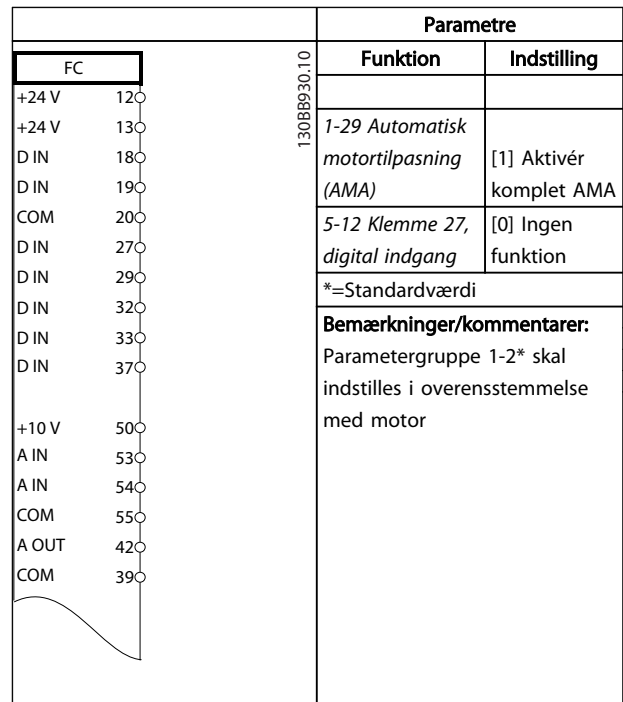 FC
+24 V 12
+24 V 13
D IN 18
D IN 19
COM 20
D IN 27
D IN 29
D IN 32
D IN 33
D IN 37
+10 V 50
A IN 53
A IN 54
COM 55
A OUT 42
COM 39
130BB930.10
Parametre
Funktion Indstilling
1-29 Automatisk
motortilpasning [1] Aktivér
(AMA) komplet AMA
5-12 Klemme 27, [0] Ingen
digital indgang funktion
*=Standardværdi
Bemærkninger/kommentarer:
Parametergruppe 1-2* skal
indstilles i overensstemmelse
med motor